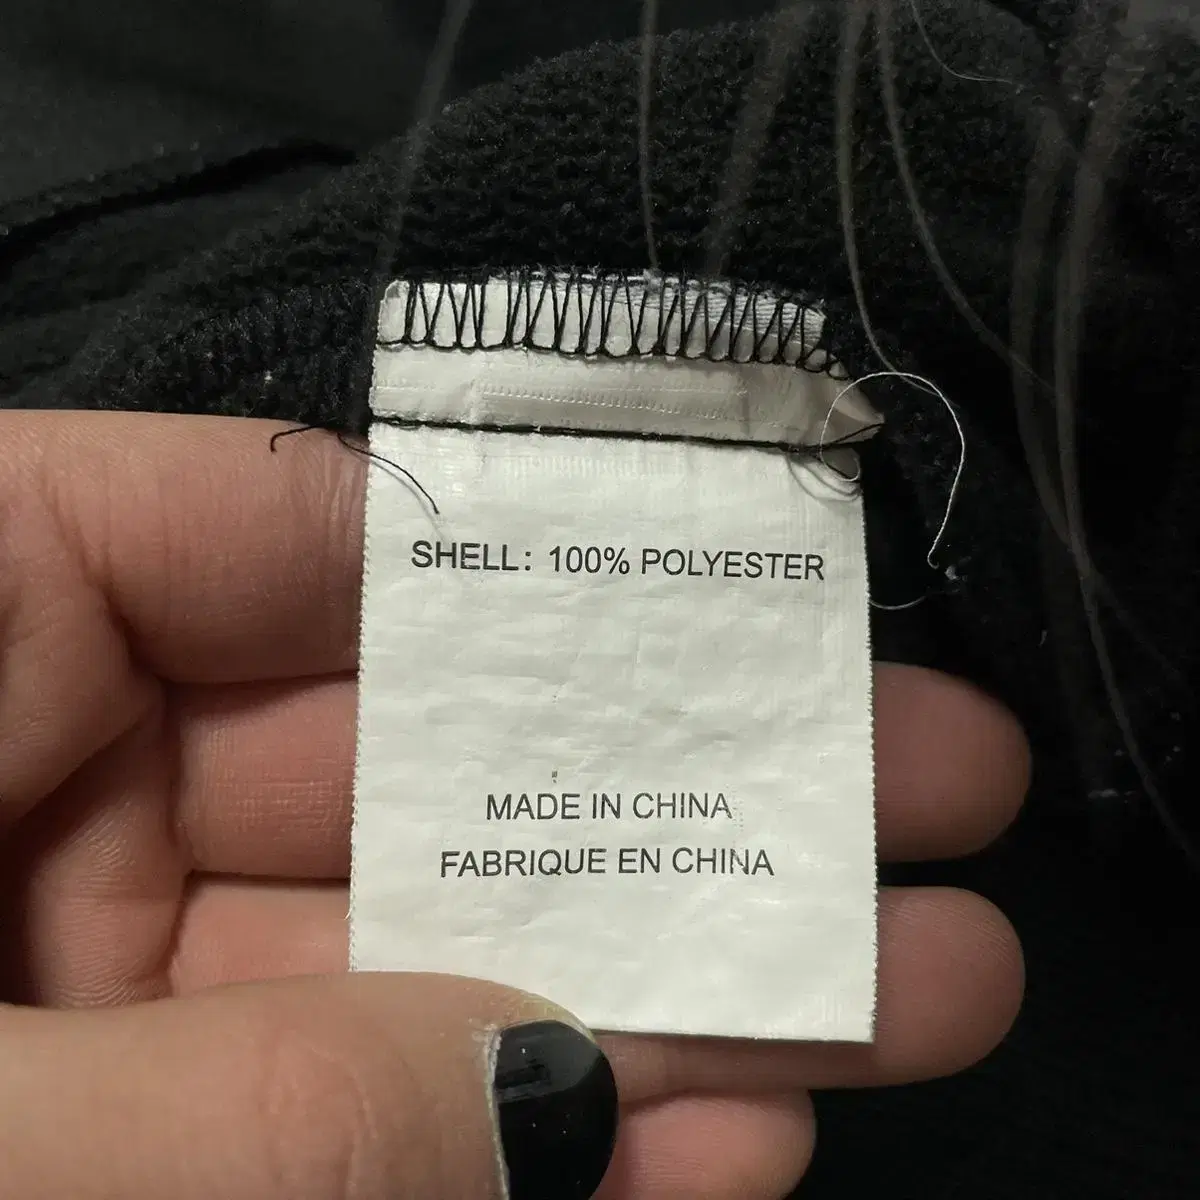 SHELL: 100% POLYESTER
MADE IN CHINA
FABRIQUE EN CHINA